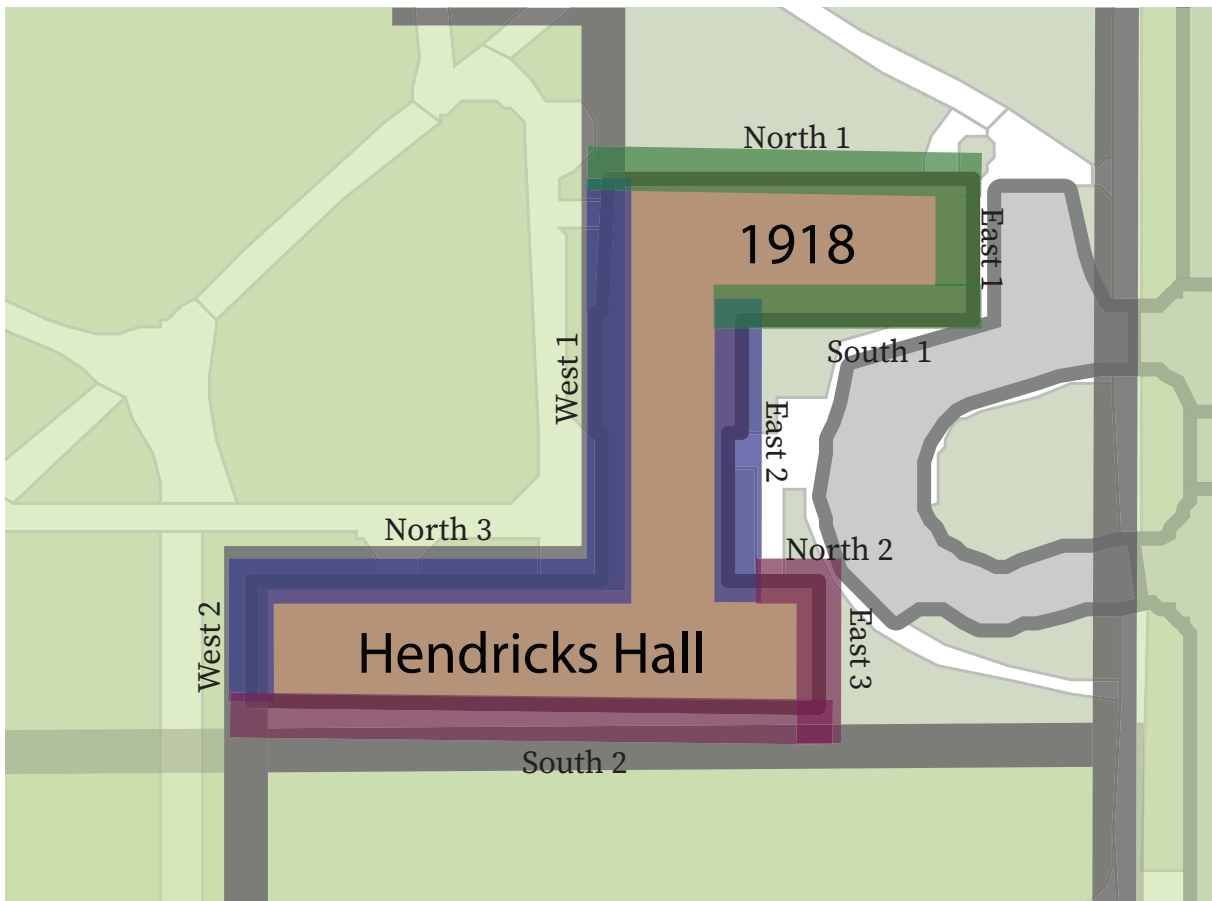 North 1
1918
East 1
South 1
West 1
East 2
North 3
North 2
West 2
Hendricks Hall
East 3
South 2